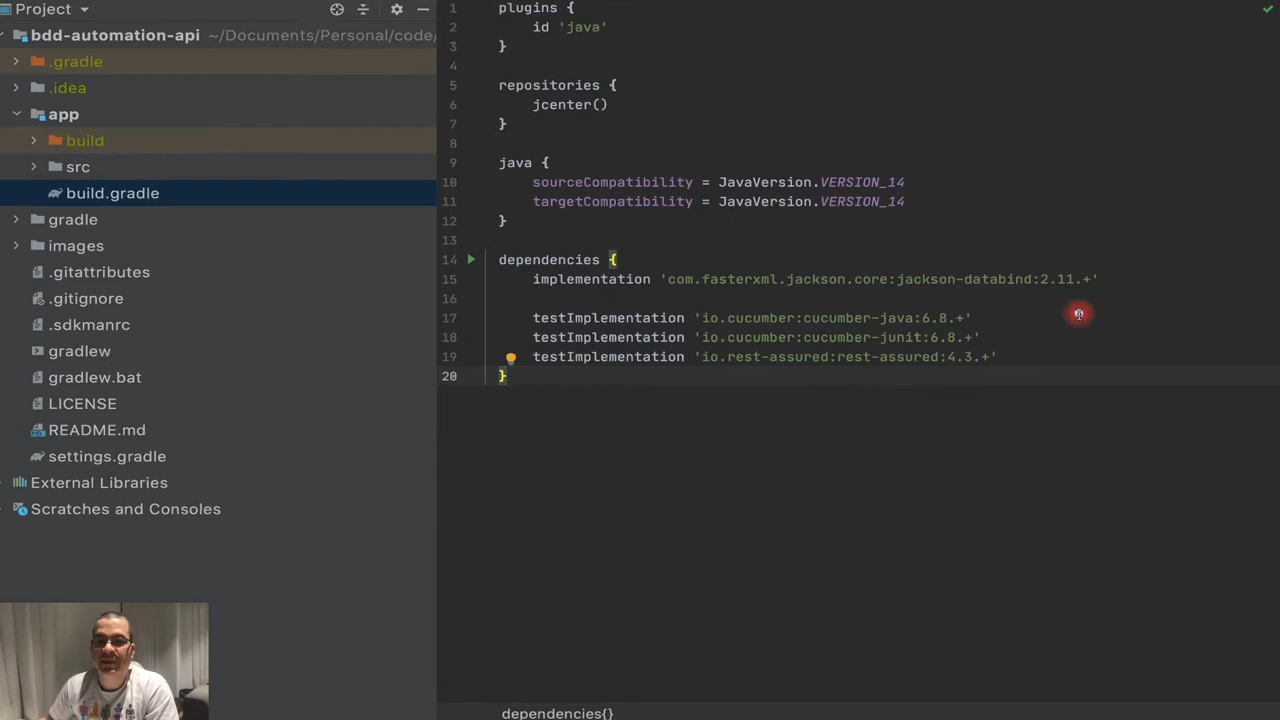 Project
bdd-automation-api ~/Documents/Personal/code/
.gradle
.idea
app
build
src
build.gradle
gradle
images
.gitattributes
.gitignore
.sdkmanrc
gradlew
gradlew.bat
LICENSE
README.md
settings.gradle
External Libraries
Scratches and Consoles
1 plugins {
2 id 'java'
3 }
4
5 repositories {
6 jcenter()
7 }
8
9 java {
10 sourceCompatibility = JavaVersion.VERSION_14
11 targetCompatibility = JavaVersion.VERSION_14
12 }
13
14 dependencies {
15 implementation 'com.fasterxml.jackson.core:jackson-databind:2.11.+'
16
17 testImplementation 'io.cucumber:cucumber-java:6.8.+'
18 testImplementation 'io.cucumber:cucumber-junit:6.8.+'
19 testImplementation 'io.rest-assured:rest-assured:4.3.+'
20 }
dependencies{}